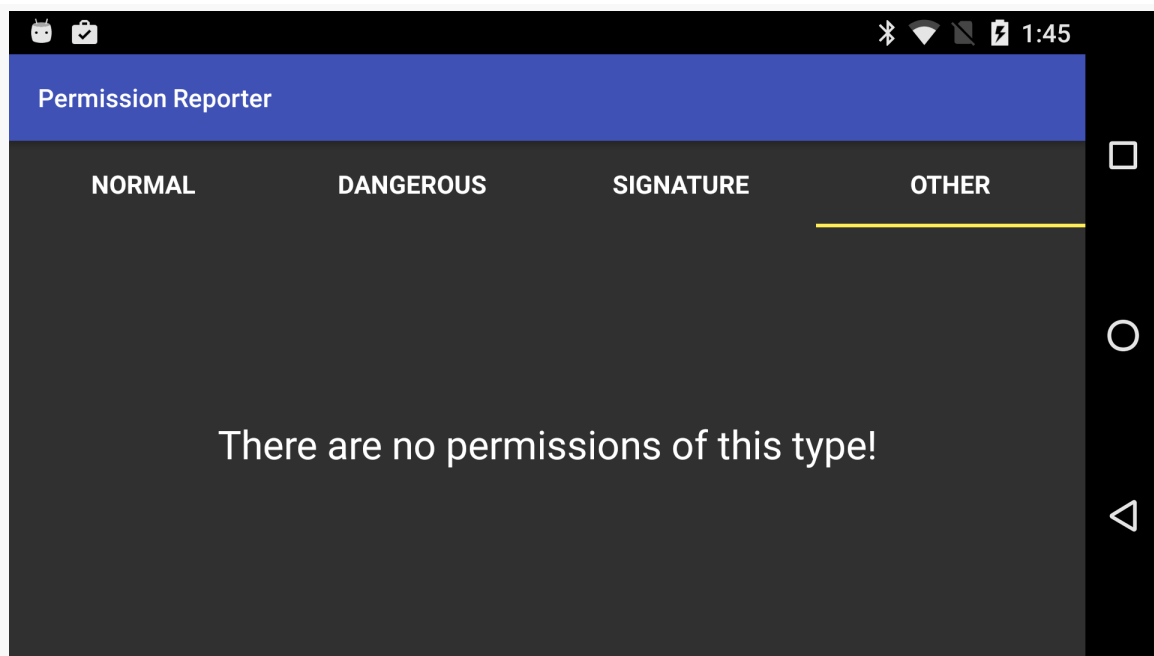 1:45
Permission Reporter
NORMAL DANGEROUS SIGNATURE OTHER
There are no permissions of this type!